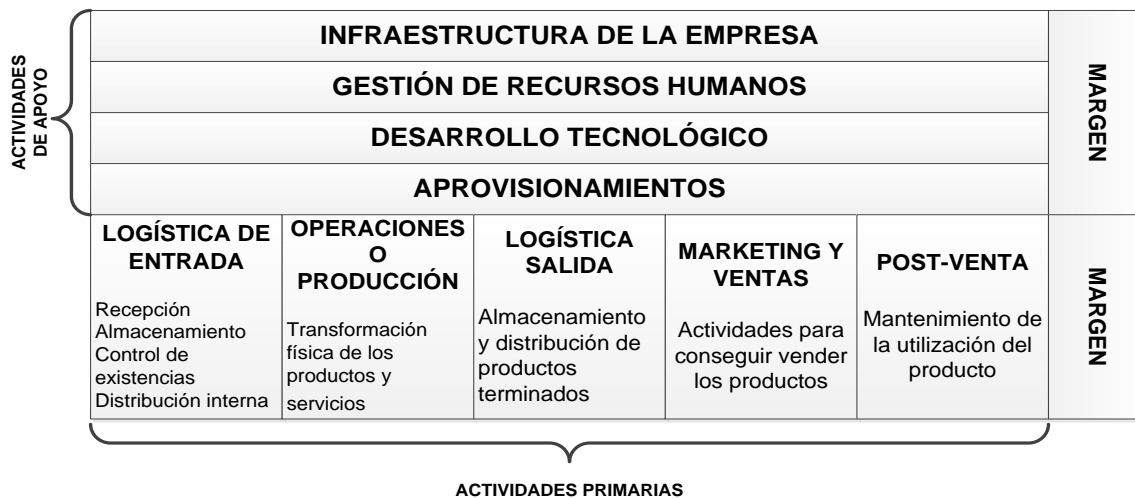 ACTIVIDADES
DE APOYO
INFRAESTRUCTURA DE LA EMPRESA
GESTIÓN DE RECURSOS HUMANOS
DESARROLLO TECNOLÓGICO
APROVISIONAMIENTOS
MARGEN
LOGÍSTICA DE
ENTRADA
Recepción
Almacenamiento
Control de
existencias
Distribución interna
OPERACIONES
O
PRODUCCIÓN
Transformación
física de los
productos y
servicios
LOGÍSTICA
SALIDA
Almacenamiento
y distribución de
productos
terminados
MARKETING Y
VENTAS
Actividades para
conseguir vender
los productos
POST-VENTA
Mantenimiento de
la utilización del
producto
MARGEN
ACTIVIDADES PRIMARIAS